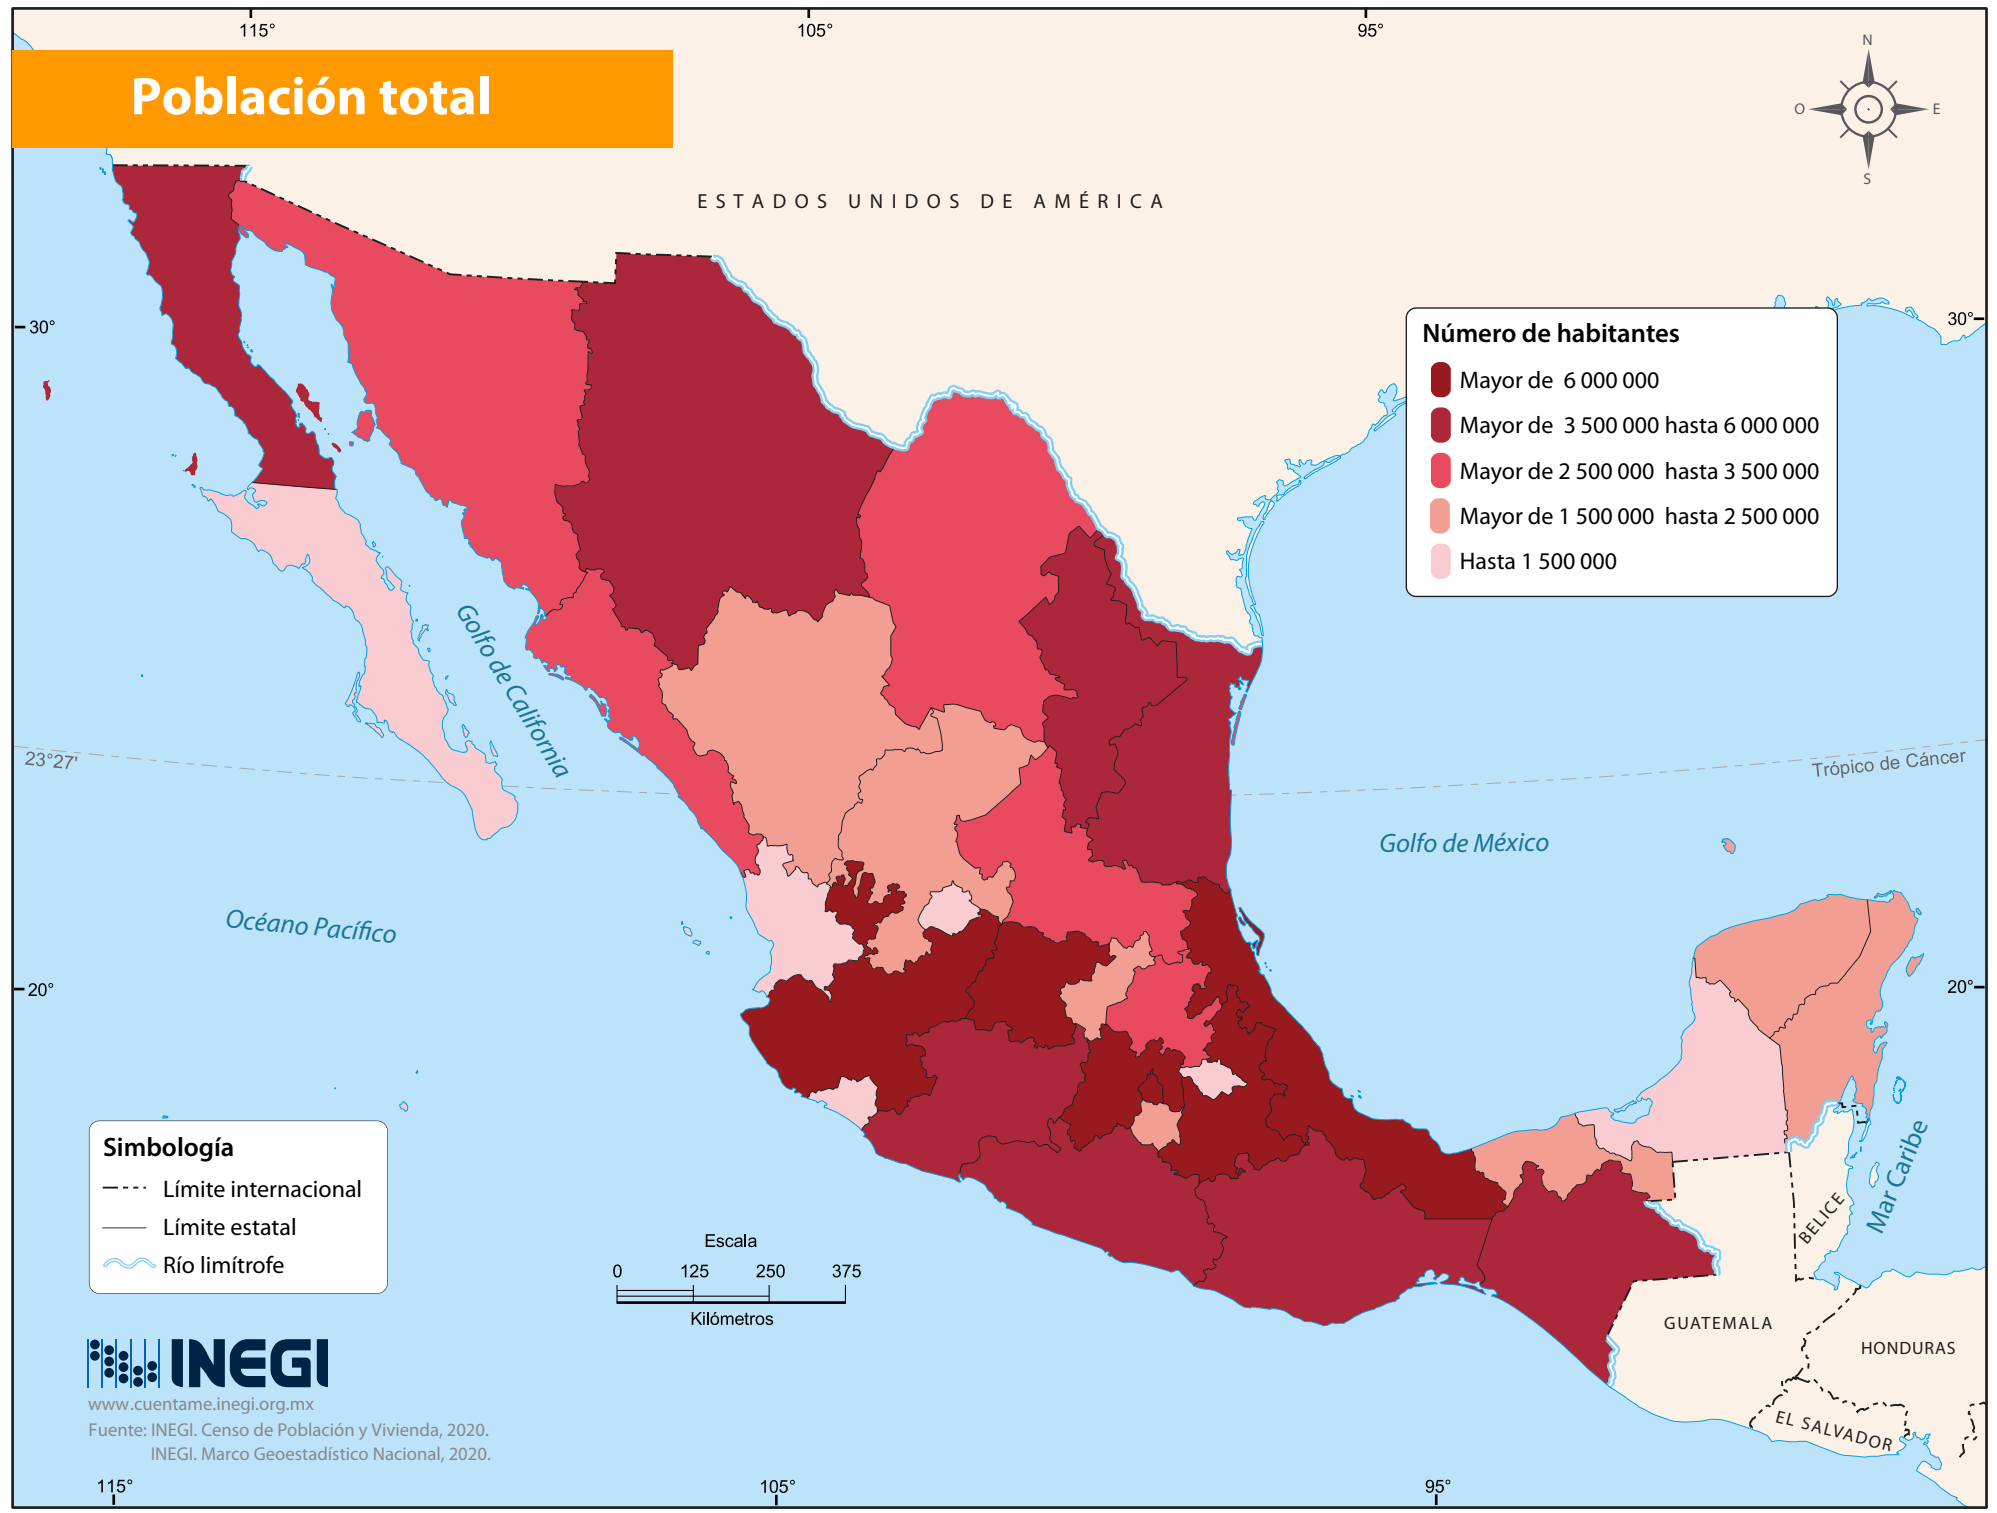 115°
105°
95°
Población total
N
O
E
S
ESTADOS UNIDOS DE AMÉRICA
30°
30°
Número de habitantes
Mayor de 6 000 000
Mayor de 3 500 000 hasta 6 000 000
Mayor de 2 500 000 hasta 3 500 000
Mayor de 1 500 000 hasta 2 500 000
Hasta 1 500 000
Golfo de California
23°27'
Trópico de Cáncer
Golfo de México
Océano Pacífico
20°
20°
Simbología
Límite internacional
Límite estatal
Río limítrofe
Mar Caribe
BELICE
Escala
0 125 250 375
Kilómetros
GUATEMALA
HONDURAS
EL SALVADOR
INEGI
www.cuentame.inegi.org.mx
Fuente: INEGI. Censo de Población y Vivienda, 2020.
INEGI. Marco Geoestadístico Nacional, 2020.
115°
105°
95°